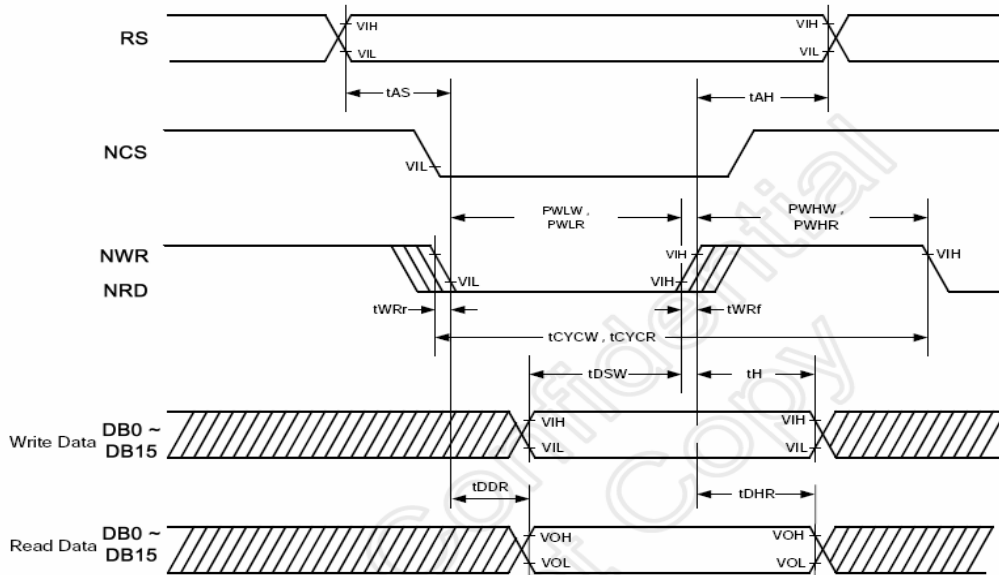 RS
VIH
VIH
VIL
VIL
tAS
tAH
NCS
VIL
PWLW ,
PWLR
PWHW ,
PWHR
NWR
NRD
VIH
VIH
VIL
VIH
tWRr
tWRf
tCYCW , tCYCR
tDSW
tH
Write Data DB0 ~
DB15
VIH
VIH
VIL
VIL
tDDR
tDHR
Read Data DB0 ~
DB15
VOH
VOH
VOL
VOL
Confidential
Copy